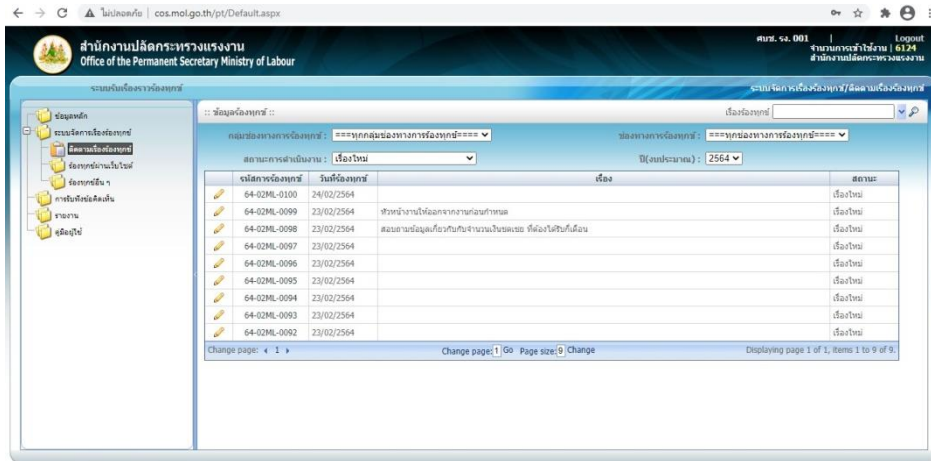 ไม่ปลอดภัย | cos.mol.go.th/pt/Default.aspx
สำนักงานปลัดกระทรวงแรงงาน
Office of the Permanent Secretary Ministry of Labour
ศบช. รง. 001 | Logout
จำนวนการเข้าใช้งาน | 6124
สำนักงานปลัดกระทรวงแรงงาน
ระบบรับเรื่องราวร้องทุกข์
ระบบจัดการเรื่องร้องทุกข์/ติดตามเรื่องร้องทุกข์
ข้อมูลหลัก
ระบบจัดการเรื่องร้องทุกข์
ติดตามเรื่องร้องทุกข์
ร้องทุกข์ผ่านเว็บไซต์
ร้องทุกข์อื่น ๆ
การรับฟังข้อคิดเห็น
รายงาน
คู่มือผู้ใช้
:: ข้อมูลร้องทุกข์ ::
เรื่องร้องทุกข์
กลุ่มช่องทางการร้องทุกข์ : ===ทุกกลุ่มช่องทางการร้องทุกข์====
ช่องทางการร้องทุกข์ : ===ทุกช่องทางการร้องทุกข์====
สถานะการดำเนินงาน : เรื่องใหม่
ปี(งบประมาณ) : 2564
รหัสการร้องทุกข์ วันที่ร้องทุกข์ เรื่อง สถานะ
64-02ML-0100 24/02/2564 เรื่องใหม่
64-02ML-0099 23/02/2564 หัวหน้างานให้ออกจากงานก่อนกำหนด เรื่องใหม่
64-02ML-0098 23/02/2564 สอบถามข้อมูลเกี่ยวกับกับจำนวนเงินชดเชย ที่ต้องได้รับกี่เดือน เรื่องใหม่
64-02ML-0097 23/02/2564 เรื่องใหม่
64-02ML-0096 23/02/2564 เรื่องใหม่
64-02ML-0095 23/02/2564 เรื่องใหม่
64-02ML-0094 23/02/2564 เรื่องใหม่
64-02ML-0093 23/02/2564 เรื่องใหม่
64-02ML-0092 23/02/2564 เรื่องใหม่
Change page: 1 Change page: 1 Go Page size: 9 Change Displaying page 1 of 1, items 1 to 9 of 9.